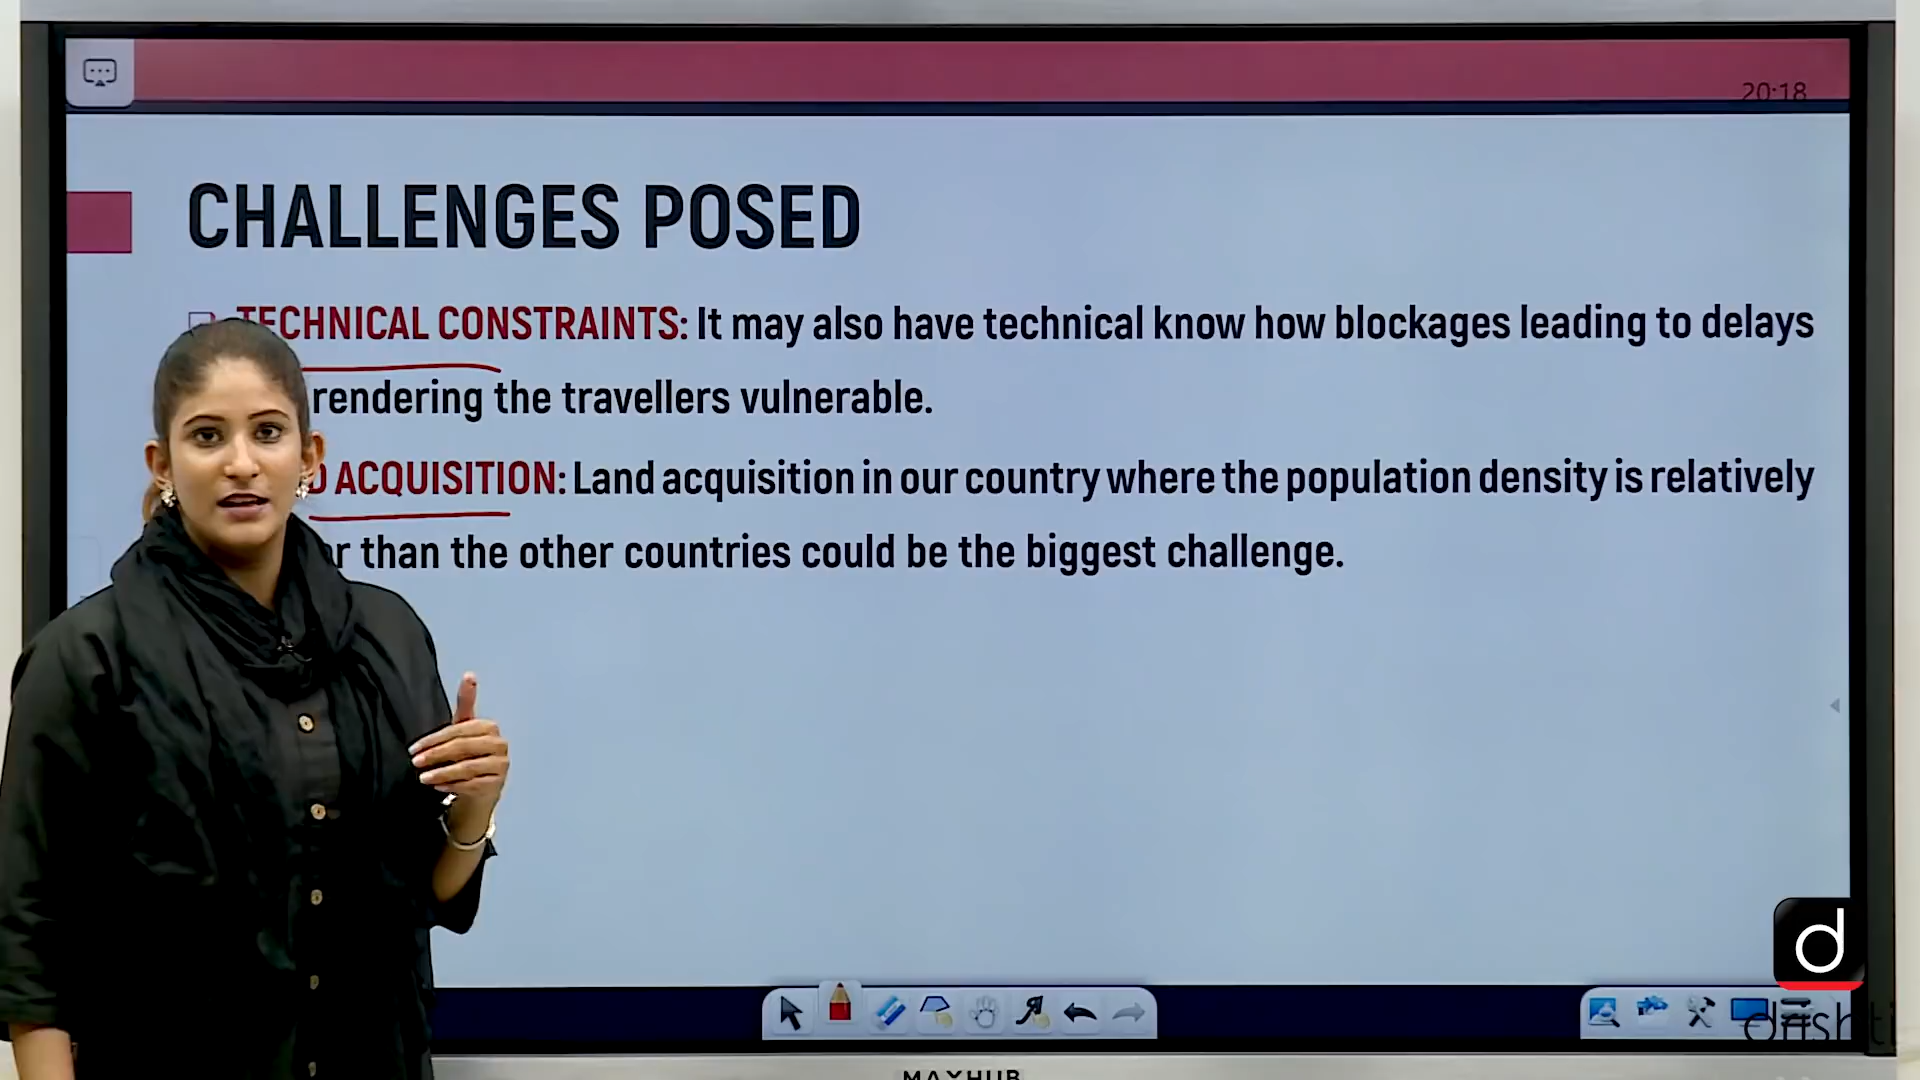 20:18
CHALLENGES POSED
TECHNICAL CONSTRAINTS: It may also have technical know how blockages leading to delays
rendering the travellers vulnerable.
ACQUISITION: Land acquisition in our country where the population density is relatively
than the other countries could be the biggest challenge.
d
drishti
MAXHUB